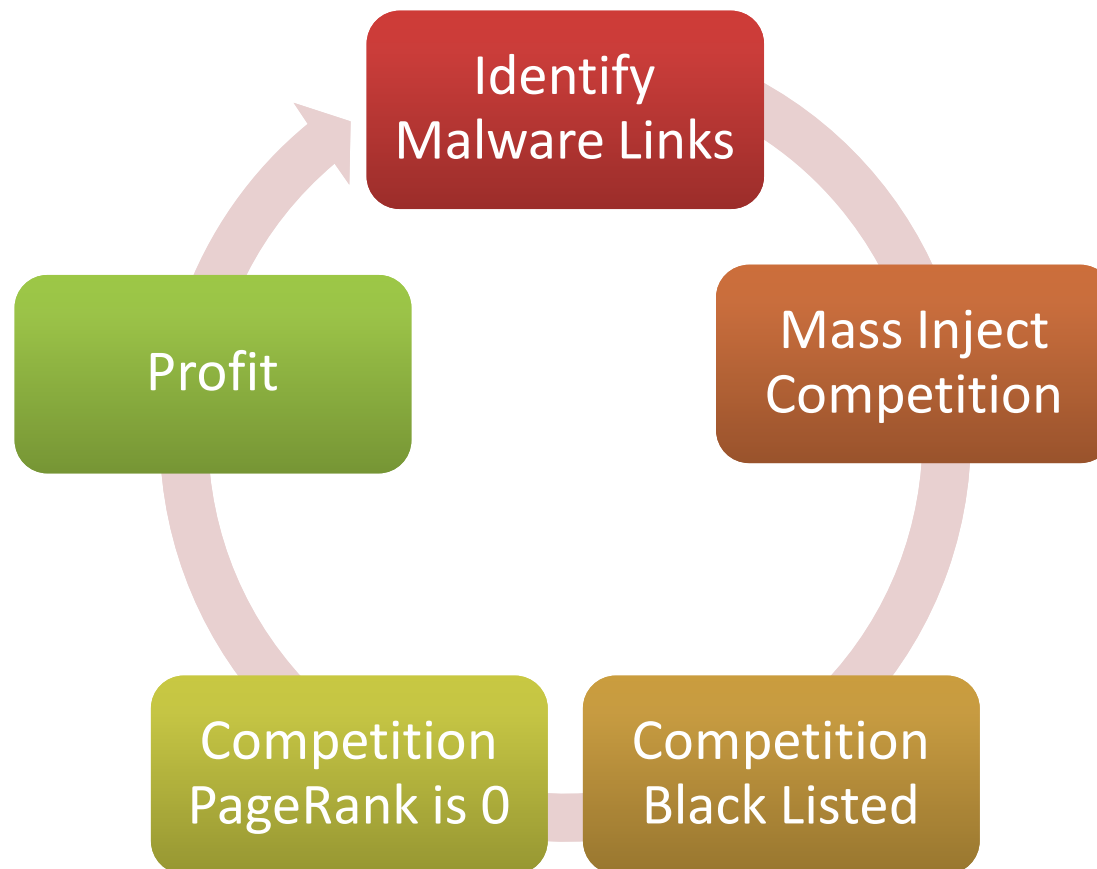 Identify
Malware Links
Mass Inject
Competition
Competition
Black Listed
Competition
PageRank is 0
Profit